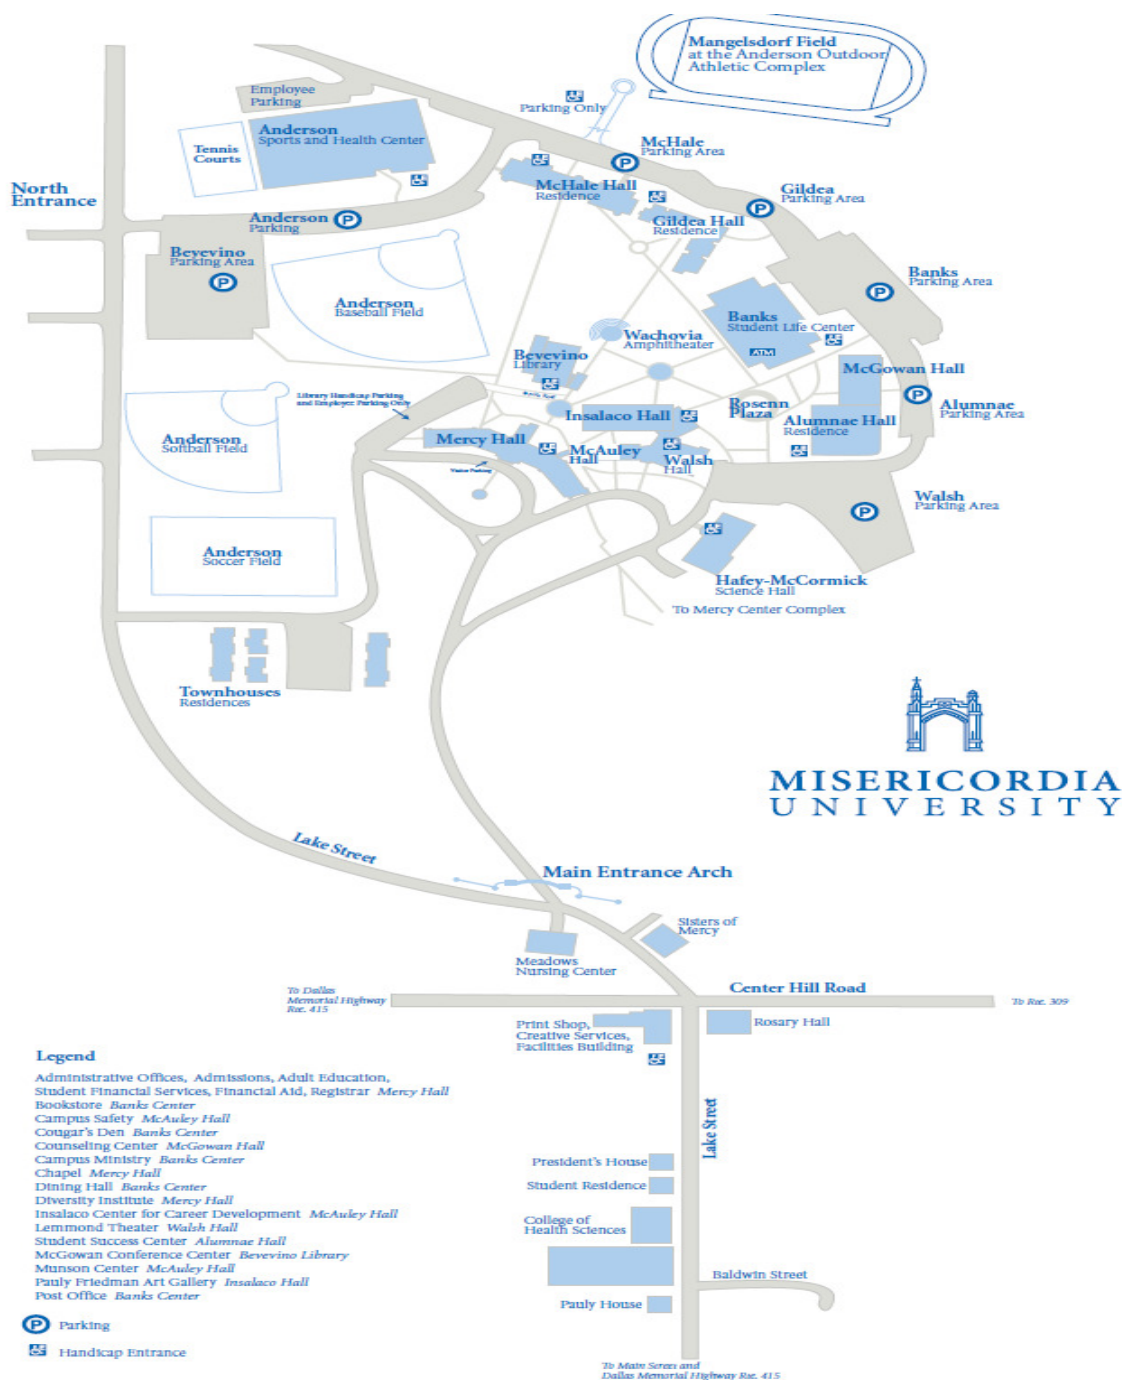 Mangelsdorf Field
at the Anderson Outdoor
Athletic Complex
Employee
Parking
Parking Only
Anderson
Sports and Health Center
Tennis
Courts
McHale
Parking Area
North
Entrance
McHale Hall
Residence
Gildea
Parking Area
Anderson
Parking
P
P
P
Gildea Hall
Residence
Bevevino
Parking Area
P
Banks
Parking Area
P
Anderson
Baseball Field
Banks
Student Life Center
ATM
Wachovia
Amphitheater
Bevevino
Library
McGowan Hall
Library Handicap Parking
and Employee Parking Only
Rosenn
Plaza
P
Alumnae
Parking Area
Insalaco Hall
Alumnae Hall
Residence
Anderson
Softball Field
Mercy Hall
McAuley
Hall
Walsh
Hall
Visitor Parking
Walsh
Parking Area
P
Anderson
Soccer Field
Hafey-McCormick
Science Hall
To Mercy Center Complex
Townhouses
Residences
MISERICORDIA
UNIVERSITY
Lake Street
Main Entrance Arch
Sisters of
Mercy
Meadows
Nursing Center
Center Hill Road
To Dallas
Memorial Highway
Rte. 415
To Rte. 309
Print Shop,
Creative Services,
Facilities Building
Rosary Hall
Lake Street
President's House
Student Residence
College of
Health Sciences
Baldwin Street
Pauly House
To Main Street and
Dallas Memorial Highway Rte. 415
Legend
Administrative Offices, Admissions, Adult Education,
Student Financial Services, Financial Aid, Registrar Mercy Hall
Bookstore Banks Center
Campus Safety McAuley Hall
Cougar's Den Banks Center
Counseling Center McGowan Hall
Campus Ministry Banks Center
Chapel Mercy Hall
Dining Hall Banks Center
Diversity Institute Mercy Hall
Insalaco Center for Career Development McAuley Hall
Lemmond Theater Walsh Hall
Student Success Center Alumnae Hall
McGowan Conference Center Bevevino Library
Munson Center McAuley Hall
Pauly Friedman Art Gallery Insalaco Hall
Post Office Banks Center
P Parking
Handicap Entrance